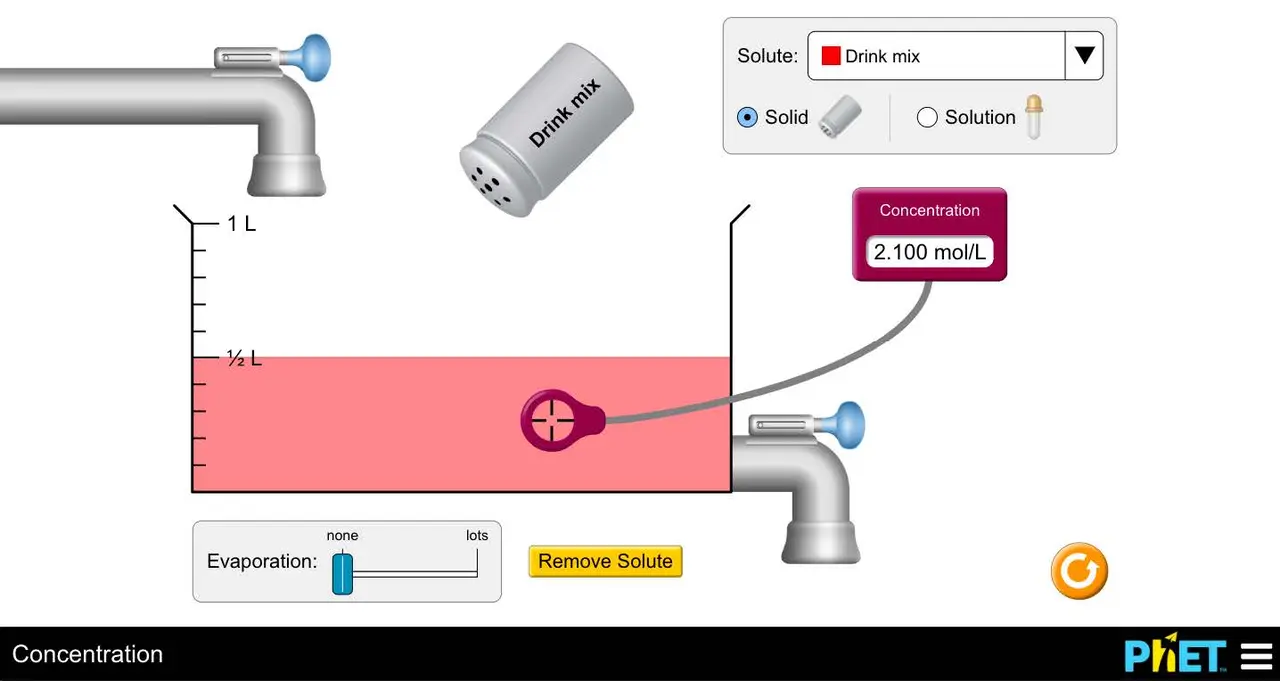 Drink mix
Solute:
Drink mix
Solid
Solution
1 L
Concentration
2.100 mol/L
½ L
none
lots
Evaporation:
Remove Solute
Concentration
PhET